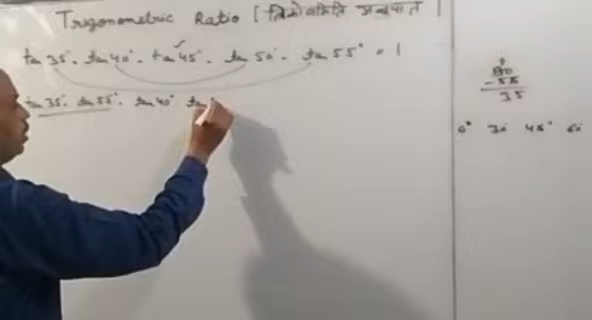 Trigonometric Ratio [त्रिकोणमिति अनुपात]
tan 35°. tan 40°. tan 45°. tan 50°. tan 55° = 1
tan 35°. tan 55°. tan 40° tan
90
- 55
35
0° 30 45° 60